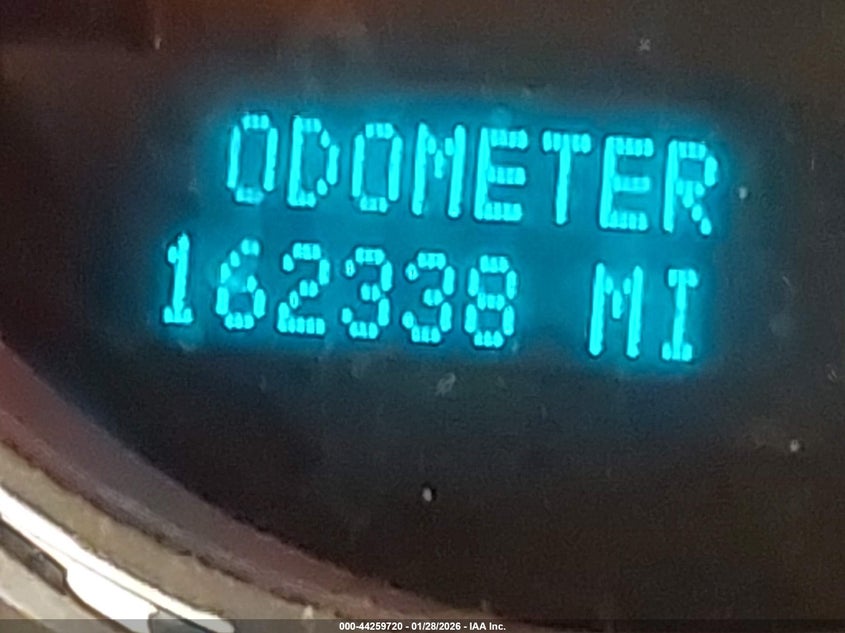 ODOMETER
162338 MI
000-44259720 - 01/28/2026 - IAA Inc.